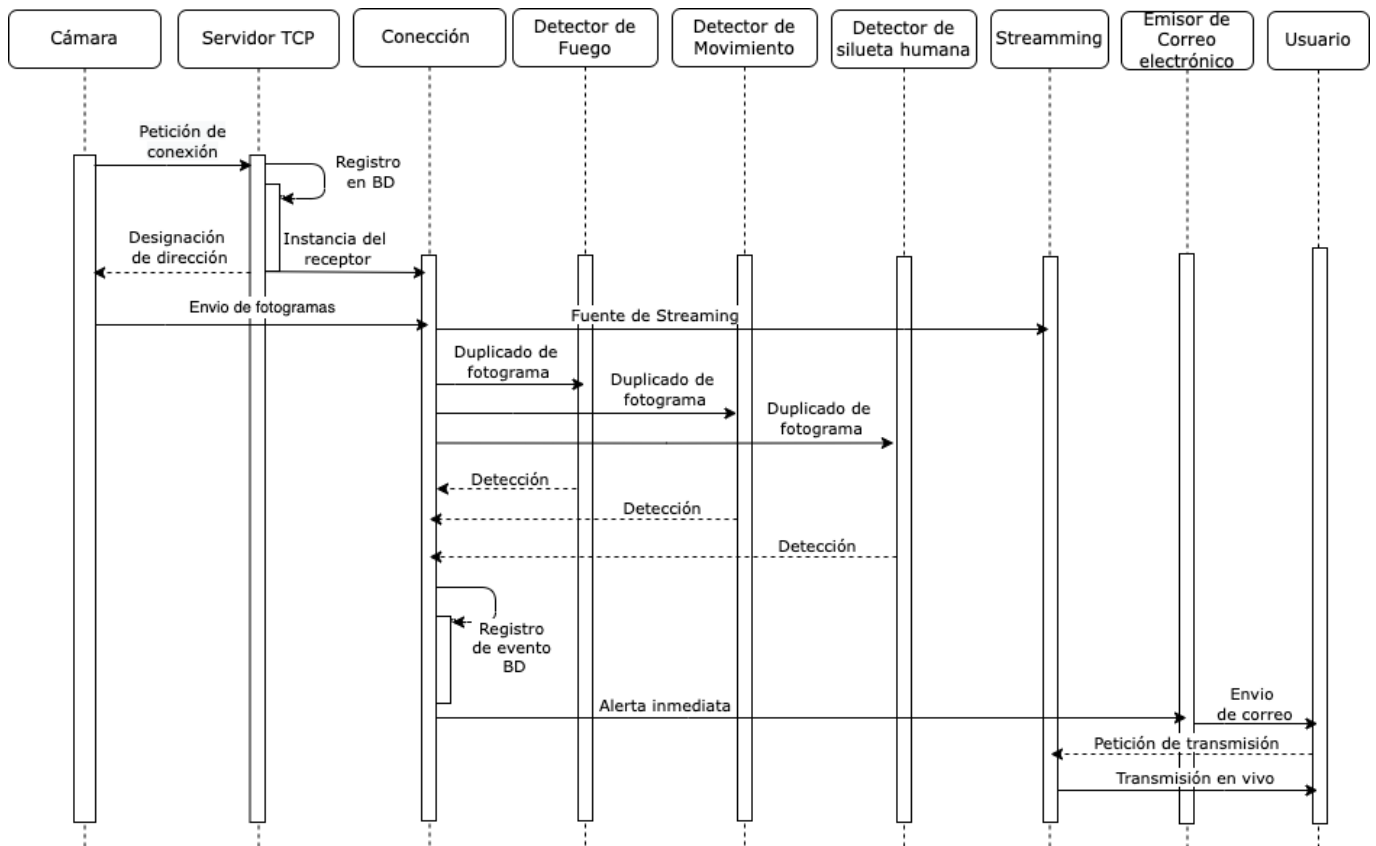 Cámara
Servidor TCP
Conección
Detector de
Fuego
Detector de
Movimiento
Detector de
silueta humana
Streamming
Emisor de
Correo
electrónico
Usuario
Petición de
conexión
Registro
en BD
Designación
de dirección
Instancia del
receptor
Envio de fotogramas
Fuente de Streaming
Duplicado de
fotograma
Duplicado de
fotograma
Duplicado de
fotograma
Detección
Detección
Detección
Registro
de evento
BD
Alerta inmediata
Envio
de correo
Petición de transmisión
Transmisión en vivo